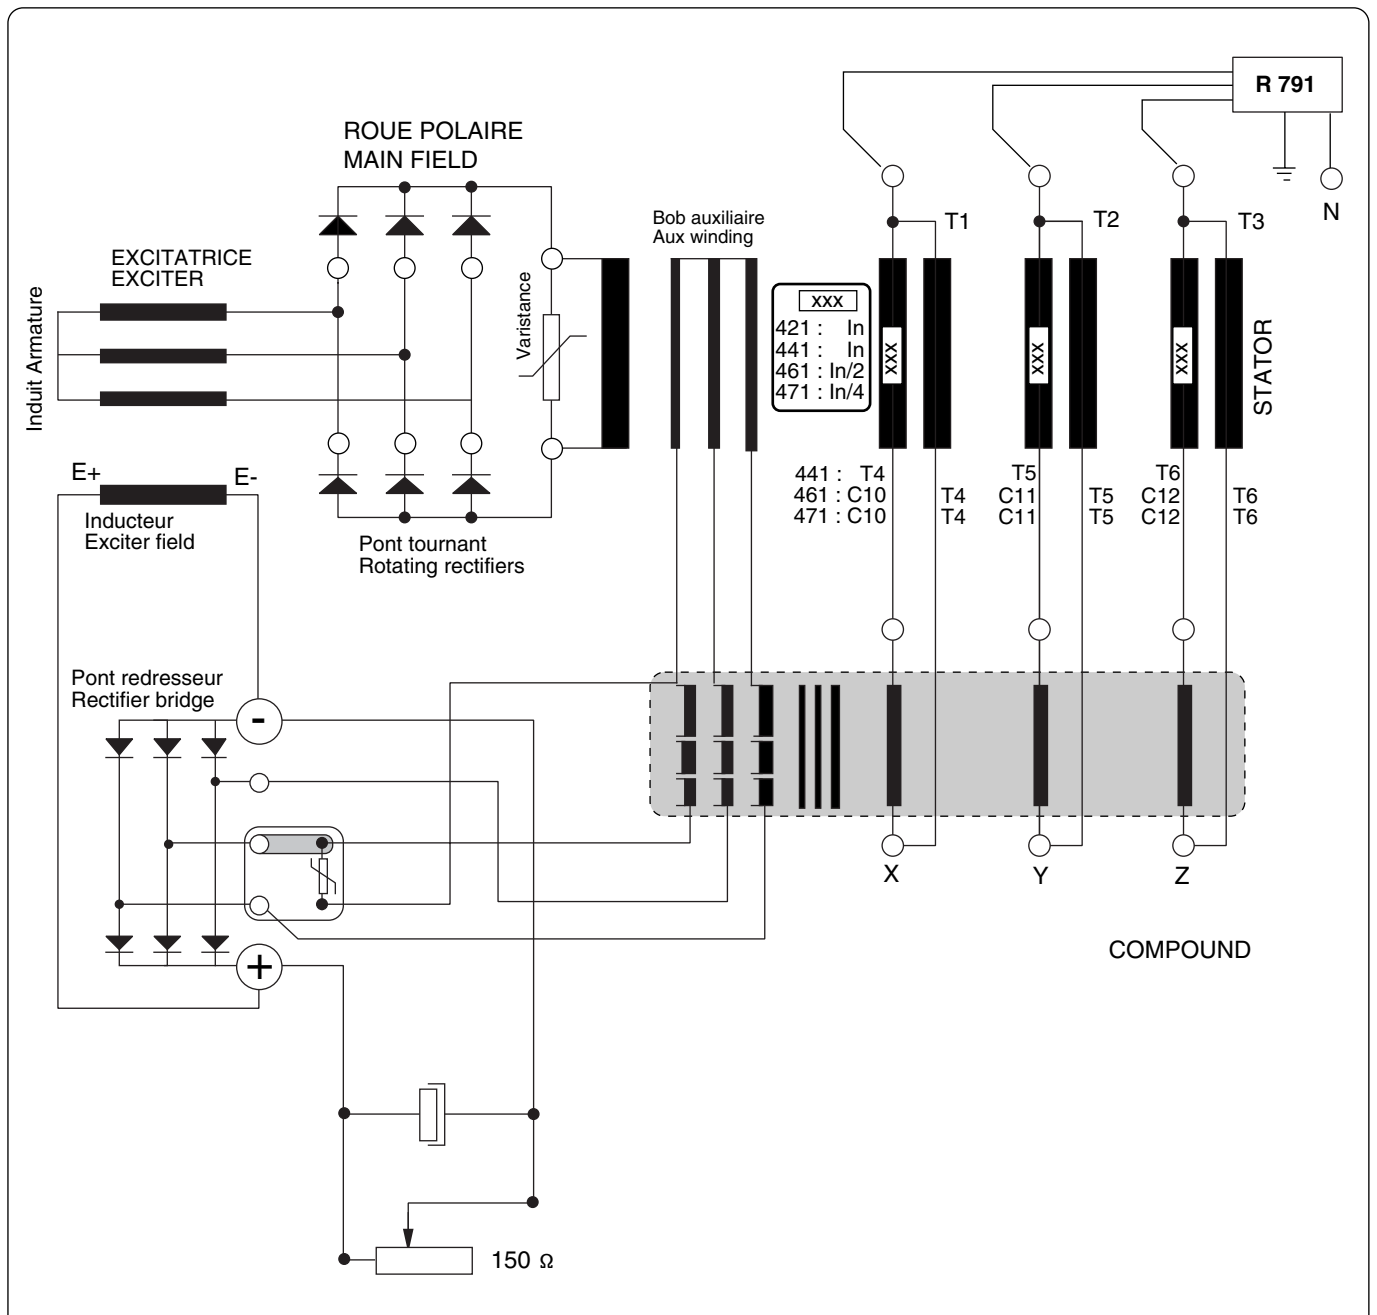 R 791
N
ROUE POLAIRE
MAIN FIELD
Bob auxiliaire
Aux winding
T1
T2
T3
EXCITATRICE
EXCITER
Induit Armature
Varistance
xxx
421 : In
441 : In
461 : In/2
471 : In/4
xxx
xxx
xxx
STATOR
E+
E-
Inducteur
Exciter field
441 : T4 T5 T6
461 : C10 T4 C11 T5 C12 T6
471 : C10 T4 C11 T5 C12 T6
Pont tournant
Rotating rectifiers
Pont redresseur
Rectifier bridge
-
X
Y
Z
+
COMPOUND
150 Ω